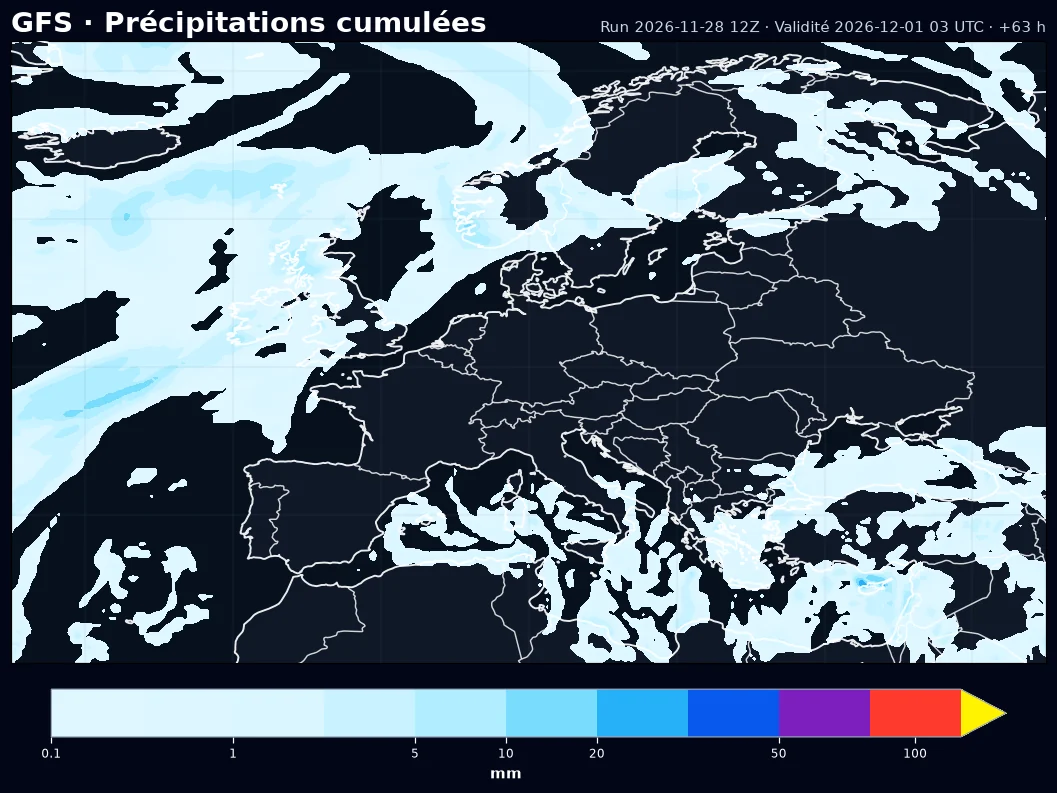 GFS · Précipitations cumulées
Run 2026-11-28 12Z · Validité 2026-12-01 03 UTC · +63 h
0.1 1 5 10 20 50 100
mm